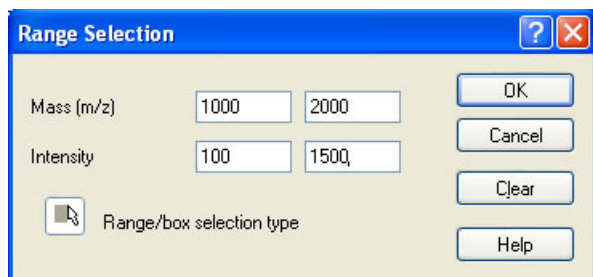 Range Selection
Mass (m/z) 1000 2000 OK
Cancel
Intensity 100 1500
Clear
Range/box selection type
Help